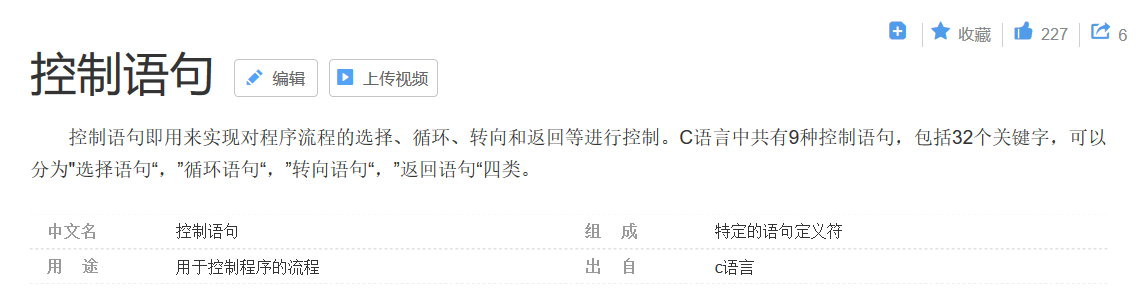 收藏 227 6
控制语句 编辑 上传视频
控制语句即用来实现对程序流程的选择、循环、转向和返回等进行控制。C语言中共有9种控制语句，包括32个关键字，可以
分为"选择语句“，”循环语句“，”转向语句“，”返回语句“四类。
中文名 控制语句 组 成 特定的语句定义符
用 途 用于控制程序的流程 出 自 c语言